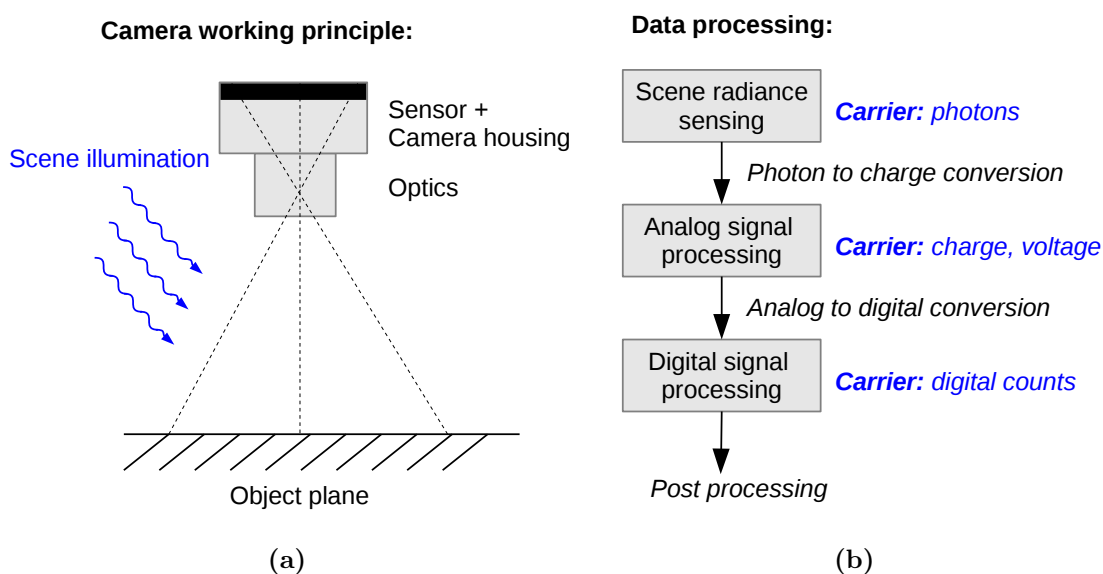 Camera working principle:
Sensor +
Camera housing
Scene illumination
Optics
Object plane
(a)
Data processing:
Scene radiance
sensing
Carrier: photons
Photon to charge conversion
Analog signal
processing
Carrier: charge, voltage
Analog to digital conversion
Digital signal
processing
Carrier: digital counts
Post processing
(b)